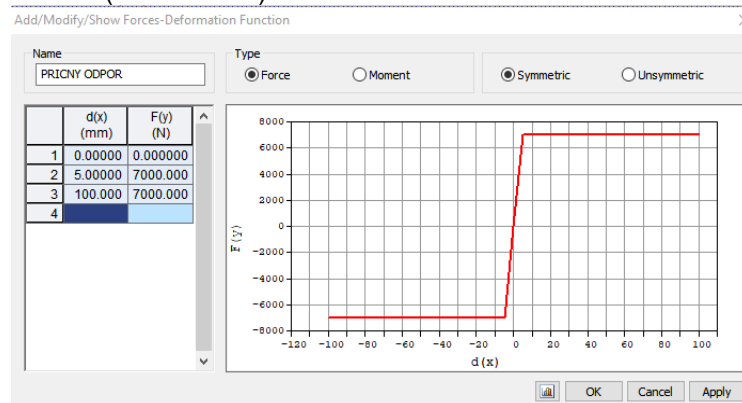 Add/Modify/Show Forces-Deformation Function
Name
PRICNY ODPOR
Type
Force
Moment
Symmetric
Unsymmetric
d(x) F(y)
(mm) (N)
1 0.00000 0.000000
2 5.00000 7000.000
3 100.000 7000.000
4
8000
6000
4000
2000
0
-2000
-4000
-6000
-8000
F(y)
-120 -100 -80 -60 -40 -20 0 20 40 60 80 100
d(x)
OK Cancel Apply